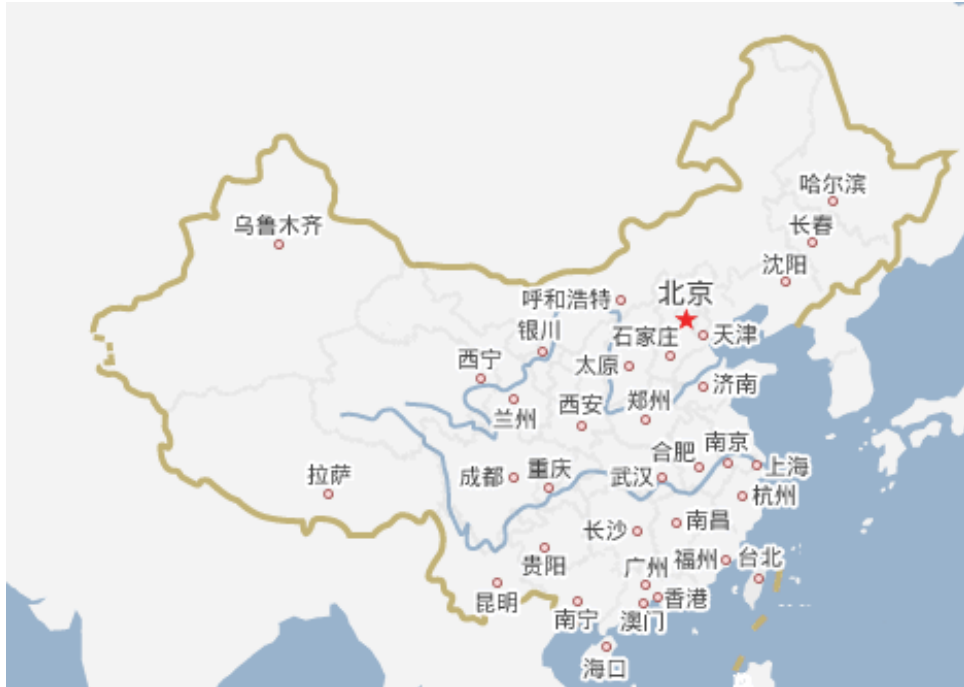 哈尔滨
乌鲁木齐
长春
沈阳
北京
呼和浩特
银川
石家庄
天津
西宁
太原
济南
兰州
西安
郑州
南京
合肥
上海
拉萨
成都
重庆
武汉
杭州
长沙
南昌
贵阳
福州
台北
广州
昆明
香港
南宁
澳门
海口